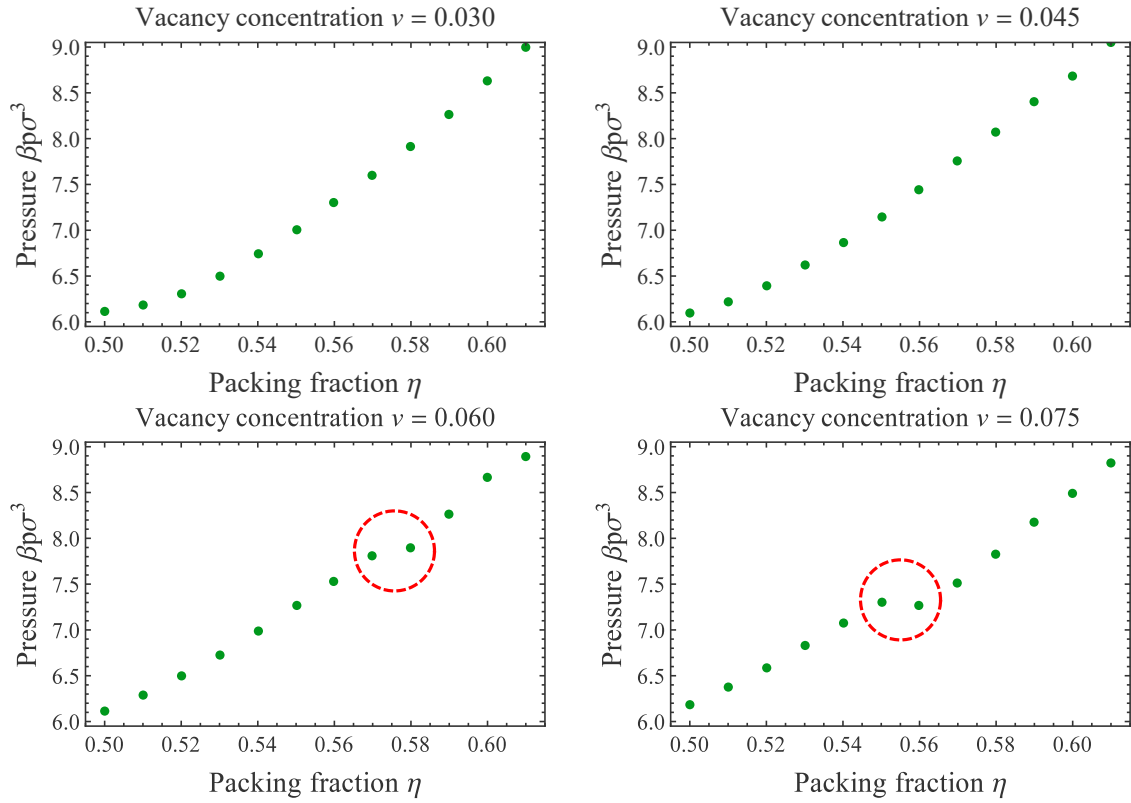 Vacancy concentration v = 0.030
9.0
8.5
8.0
7.5
7.0
6.5
6.0
Pressure βpσ³
0.50 0.52 0.54 0.56 0.58 0.60
Packing fraction η
Vacancy concentration v = 0.045
9.0
8.5
8.0
7.5
7.0
6.5
6.0
Pressure βpσ³
0.50 0.52 0.54 0.56 0.58 0.60
Packing fraction η
Vacancy concentration v = 0.060
9.0
8.5
8.0
7.5
7.0
6.5
6.0
Pressure βpσ³
0.50 0.52 0.54 0.56 0.58 0.60
Packing fraction η
Vacancy concentration v = 0.075
9.0
8.5
8.0
7.5
7.0
6.5
6.0
Pressure βpσ³
0.50 0.52 0.54 0.56 0.58 0.60
Packing fraction η